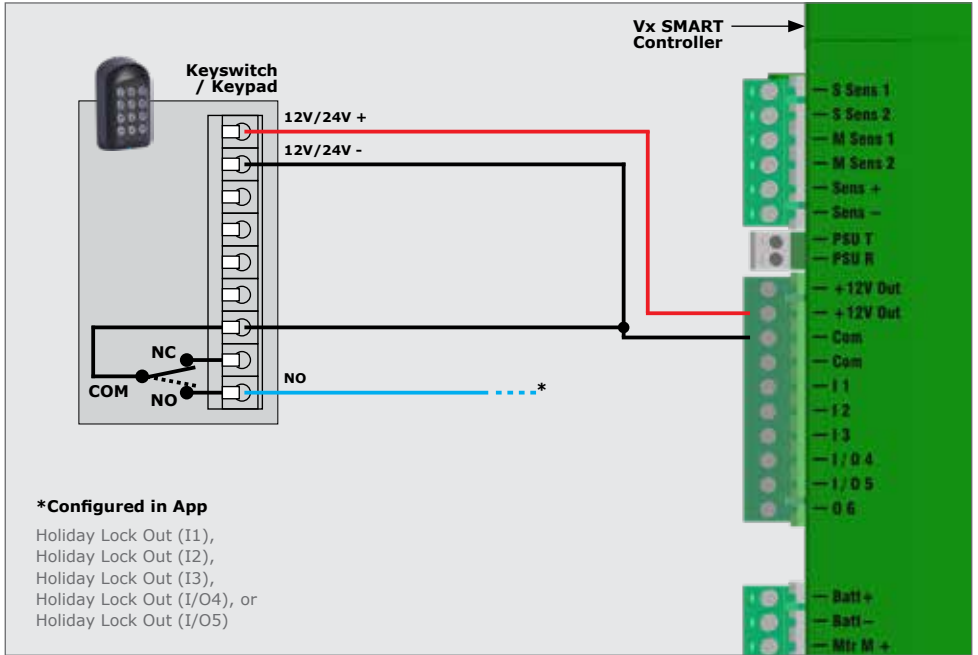 Vx SMART
Controller
Keyswitch
/ Keypad
12V/24V +
12V/24V -
NC
COM
NO
NO
*
S Sens 1
S Sens 2
M Sens 1
M Sens 2
Sens +
Sens –
PSU T
PSU R
+12V Out
+12V Out
Com
Com
I 1
I 2
I 3
I / O 4
I / O 5
O 6
Batt+
Batt–
Mtr M +
*Configured in App
Holiday Lock Out (I1),
Holiday Lock Out (I2),
Holiday Lock Out (I3),
Holiday Lock Out (I/O4), or
Holiday Lock Out (I/O5)